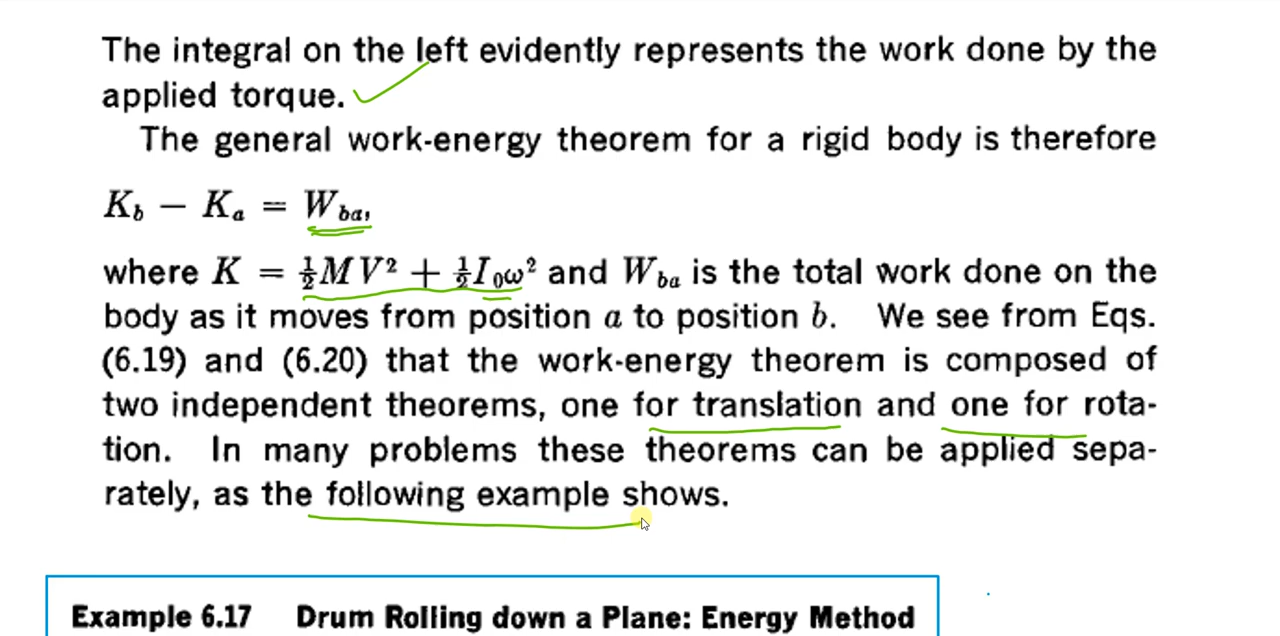 The integral on the left evidently represents the work done by the
applied torque.
The general work-energy theorem for a rigid body is therefore
K_b − K_a = W_ba,
where K = ½MV² + ½I₀ω² and W_ba is the total work done on the
body as it moves from position a to position b. We see from Eqs.
(6.19) and (6.20) that the work-energy theorem is composed of
two independent theorems, one for translation and one for rota-
tion. In many problems these theorems can be applied sepa-
rately, as the following example shows.
Example 6.17 Drum Rolling down a Plane: Energy Method